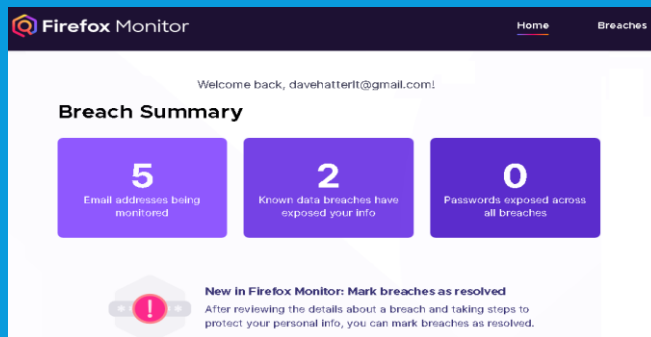 Firefox Monitor
Home Breaches
Welcome back, davehatterlt@gmail.com!
Breach Summary
5
Email addresses being
monitored
2
Known data breaches have
exposed your info
0
Passwords exposed across
all breaches
!
New in Firefox Monitor: Mark breaches as resolved
After reviewing the details about a breach and taking steps to
protect your personal info, you can mark breaches as resolved.